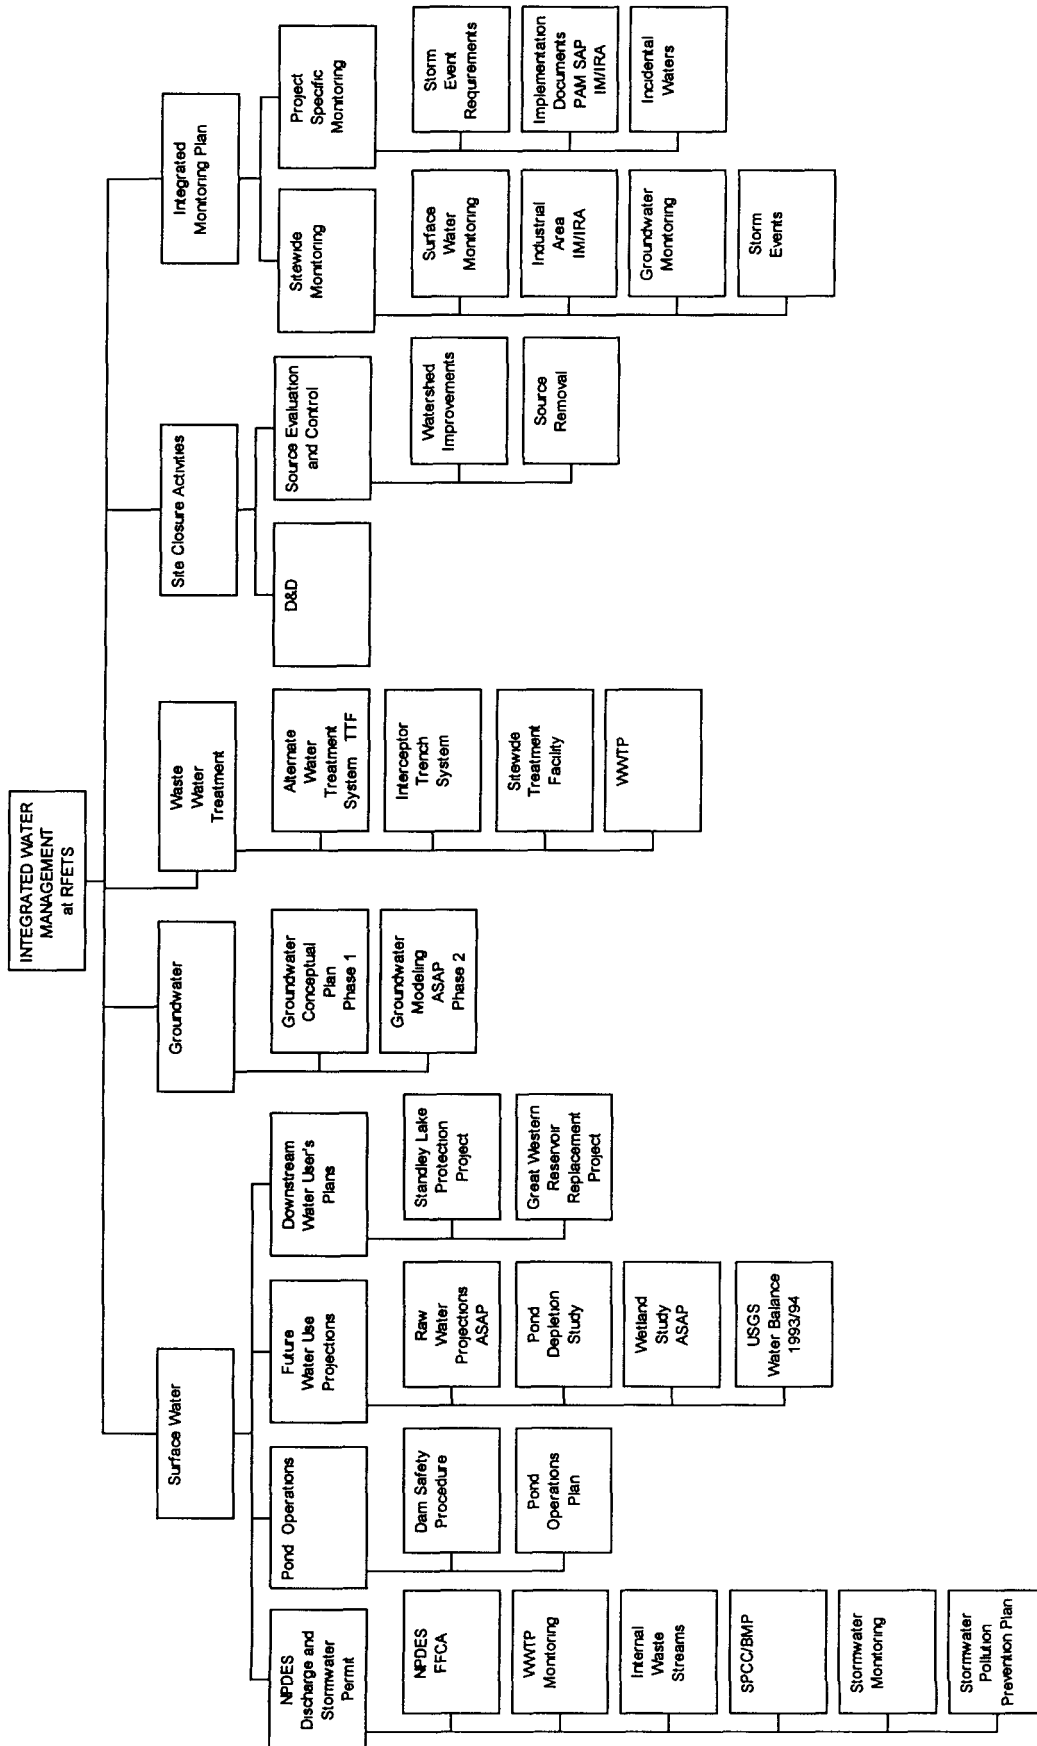 INTEGRATED WATER
MANAGEMENT
at RFETS
Surface Water
Groundwater
Waste
Water
Treatment
Site Closure Activities
Integrated
Monitoring Plan
NPDES
Discharge and
Stormwater
Permit
Pond Operations
Future
Water Use
Projections
Downstream
Water User's
Plans
NPDES
FFCA
WWTP
Monitoring
Internal
Waste
Streams
SPCC/BMP
Stormwater
Monitoring
Stormwater
Pollution
Prevention Plan
Dam Safety
Procedure
Pond
Operations
Plan
Raw
Water
Projections
ASAP
Pond
Depletion
Study
Wetland
Study
ASAP
USGS
Water Balance
1993/94
Standley Lake
Protection
Project
Great Western
Reservoir
Replacement
Project
Groundwater
Conceptual
Plan
Phase 1
Groundwater
Modeling
ASAP
Phase 2
Alternate
Water
Treatment
System TTF
Interceptor
Trench
System
Sitewide
Treatment
Facility
WWTP
D&D
Source Evaluation
and Control
Watershed
Improvements
Source
Removal
Sitewide
Monitoring
Project
Specific
Monitoring
Surface
Water
Monitoring
Industrial
Area
IM/IRA
Groundwater
Monitoring
Storm
Events
Storm
Event
Requirements
Implementation
Documents
PAM SAP
IM/IRA
Incidental
Waters